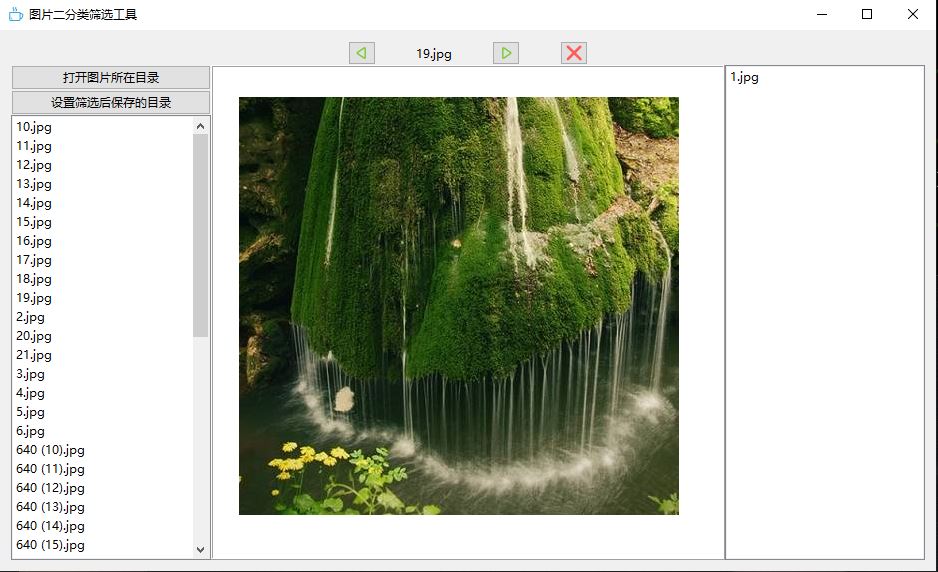 图片二分类筛选工具
19.jpg
打开图片所在目录
设置筛选后保存的目录
10.jpg
11.jpg
12.jpg
13.jpg
14.jpg
15.jpg
16.jpg
17.jpg
18.jpg
19.jpg
2.jpg
20.jpg
21.jpg
3.jpg
4.jpg
5.jpg
6.jpg
640 (10).jpg
640 (11).jpg
640 (12).jpg
640 (13).jpg
640 (14).jpg
640 (15).jpg
1.jpg